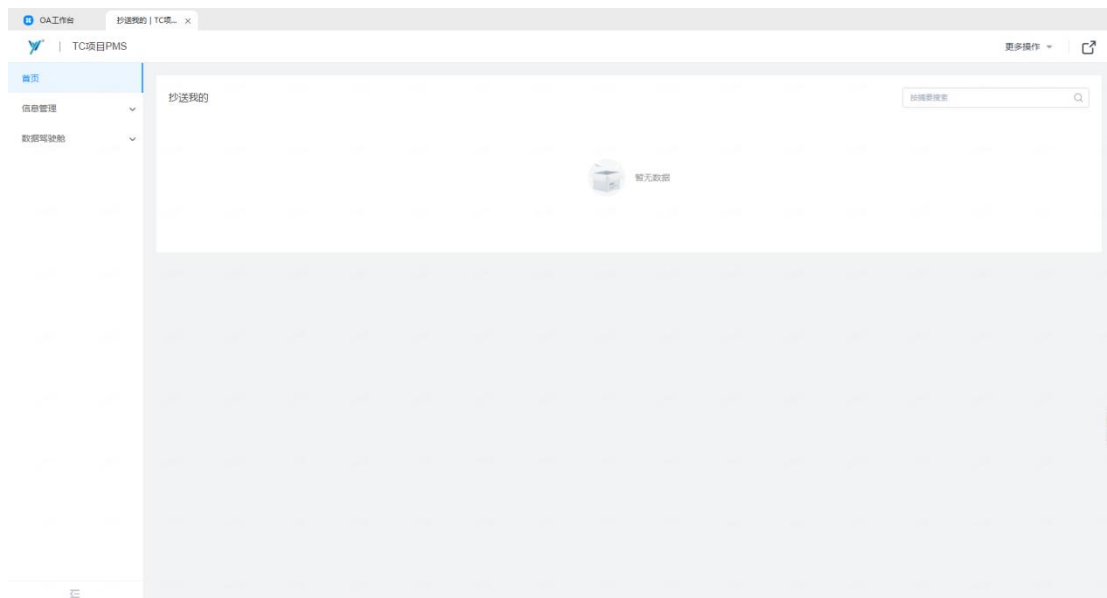 OA工作台
抄送我的 | TC项...
TC项目PMS
更多操作
首页
信息管理
数据驾驶舱
抄送我的
按摘要搜索
暂无数据